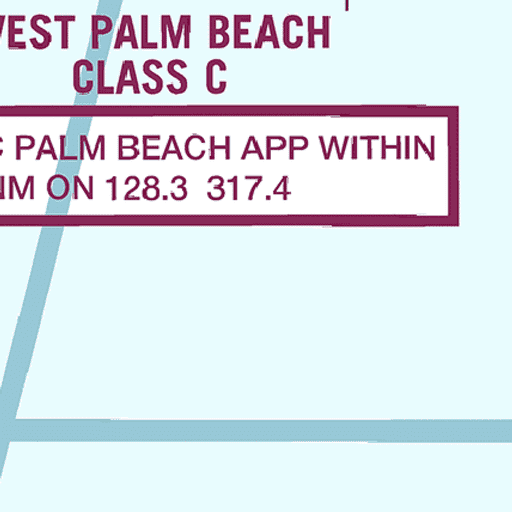 WEST PALM BEACH
CLASS C
PALM BEACH APP WITHIN
NM ON 128.3 317.4